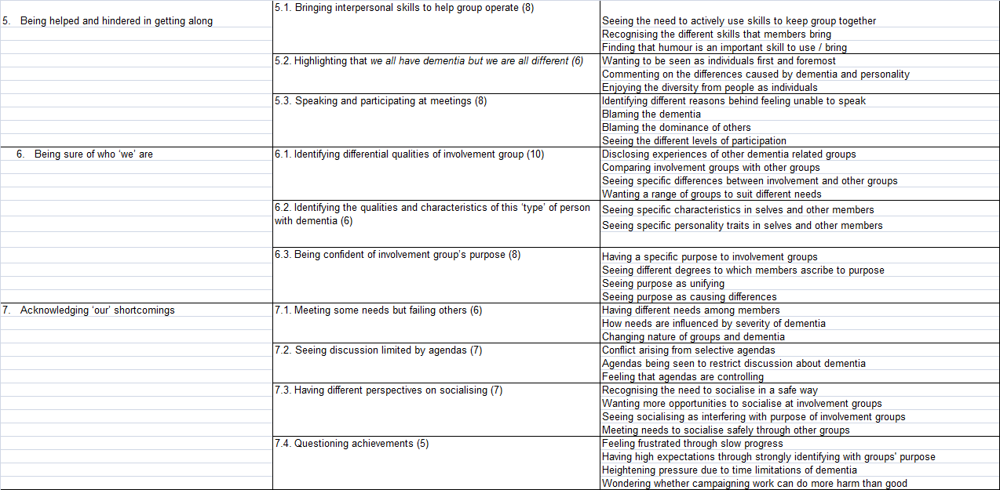 5. Being helped and hindered in getting along
5.1. Bringing interpersonal skills to help group operate (8)
Seeing the need to actively use skills to keep group together
Recognising the different skills that members bring
Finding that humour is an important skill to use / bring
5.2. Highlighting that we all have dementia but we are all different (6)
Wanting to be seen as individuals first and foremost
Commenting on the differences caused by dementia and personality
Enjoying the diversity from people as individuals
5.3. Speaking and participating at meetings (8)
Identifying different reasons behind feeling unable to speak
Blaming the dementia
Blaming the dominance of others
Seeing the different levels of participation
6. Being sure of who ‘we’ are
6.1. Identifying differential qualities of involvement group (10)
Disclosing experiences of other dementia related groups
Comparing involvement groups with other groups
Seeing specific differences between involvement and other groups
Wanting a range of groups to suit different needs
6.2. Identifying the qualities and characteristics of this ‘type’ of person
with dementia (6)
Seeing specific characteristics in selves and other members
Seeing specific personality traits in selves and other members
6.3. Being confident of involvement group’s purpose (8)
Having a specific purpose to involvement groups
Seeing different degrees to which members ascribe to purpose
Seeing purpose as unifying
Seeing purpose as causing differences
7. Acknowledging ‘our’ shortcomings
7.1. Meeting some needs but failing others (6)
Having different needs among members
How needs are influenced by severity of dementia
Changing nature of groups and dementia
7.2. Seeing discussion limited by agendas (7)
Conflict arising from selective agendas
Agendas being seen to restrict discussion about dementia
Feeling that agendas are controlling
7.3. Having different perspectives on socialising (7)
Recognising the need to socialise in a safe way
Wanting more opportunities to socialise at involvement groups
Seeing socialising as interfering with purpose of involvement groups
Meeting needs to socialise safely through other groups
7.4. Questioning achievements (5)
Feeling frustrated through slow progress
Having high expectations through strongly identifying with groups' purpose
Heightening pressure due to time limitations of dementia
Wondering whether campaigning work can do more harm than good